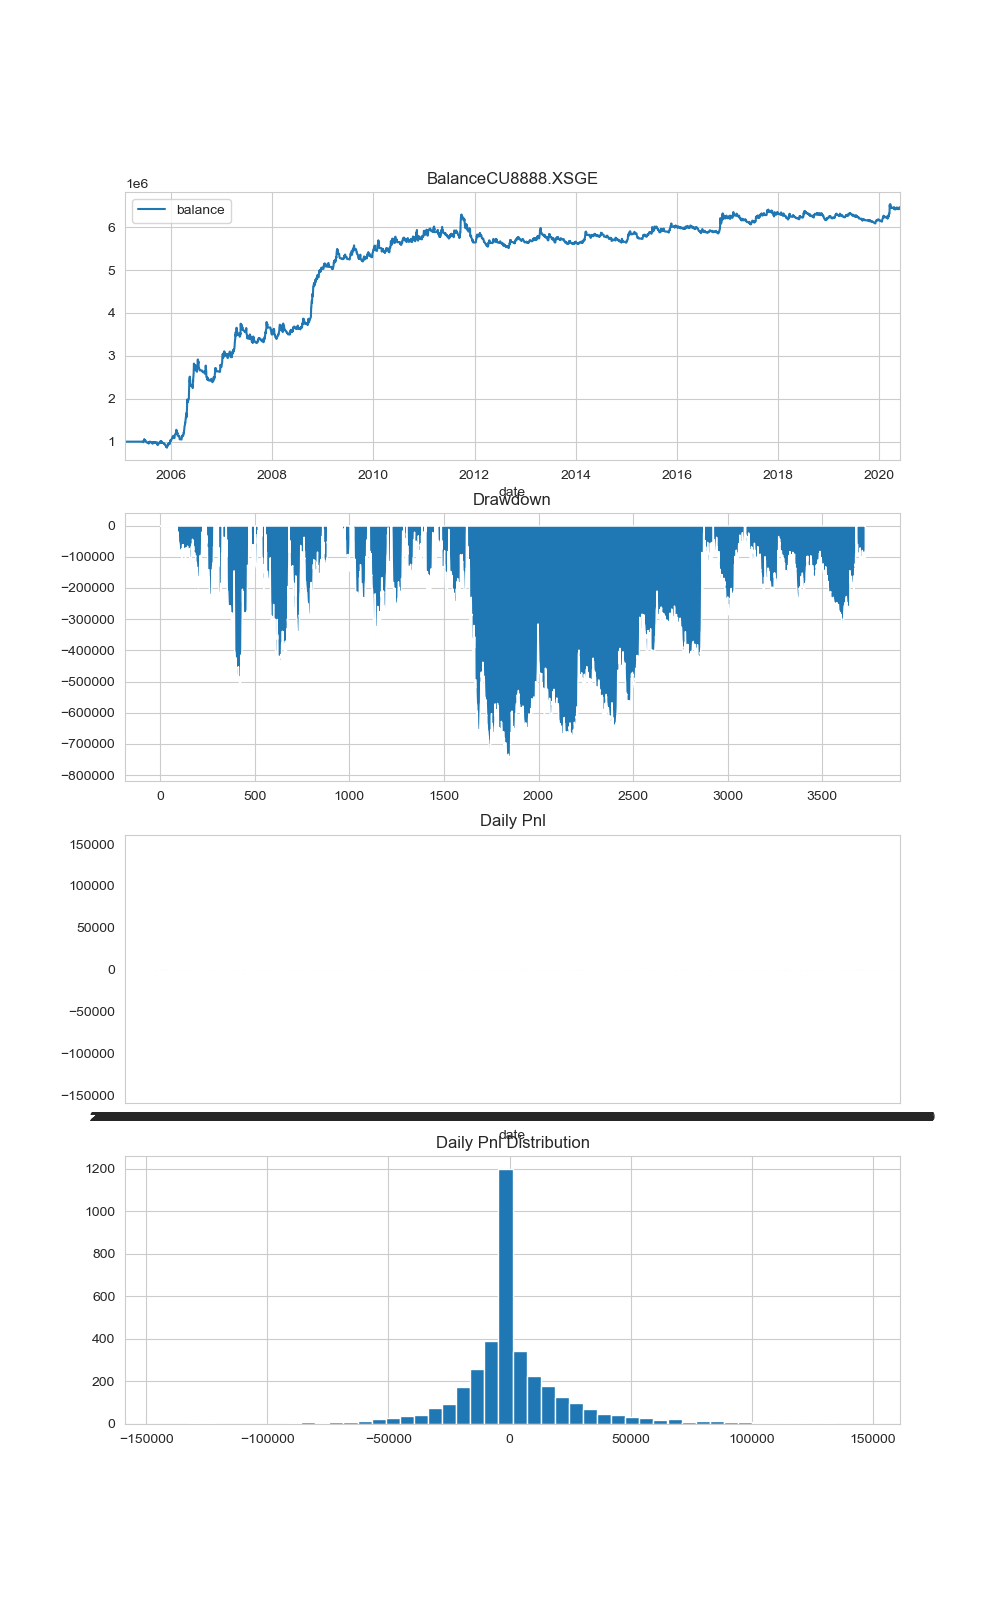 BalanceCU8888.XSGE
1e6
balance
6
5
4
3
2
1
2006 2008 2010 2012 2014 2016 2018 2020
date
Drawdown
0
−100000
−200000
−300000
−400000
−500000
−600000
−700000
−800000
0 500 1000 1500 2000 2500 3000 3500
Daily Pnl
150000
100000
50000
0
−50000
−100000
−150000
date
Daily Pnl Distribution
1200
1000
800
600
400
200
0
−150000 −100000 −50000 0 50000 100000 150000